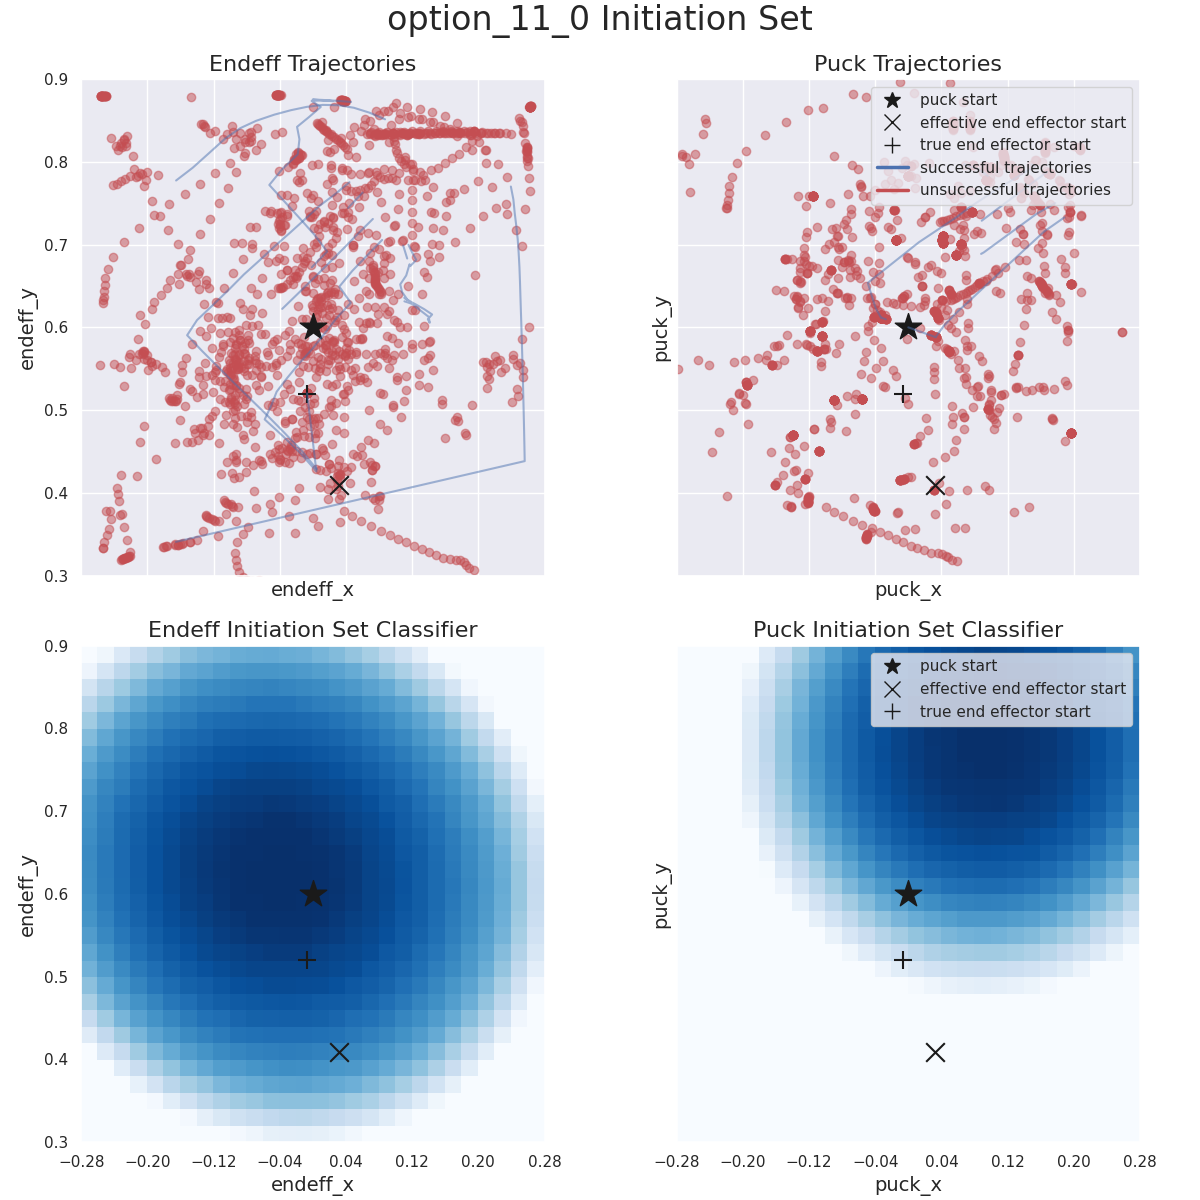 option_11_0 Initiation Set
Endeff Trajectories
0.9
0.8
0.7
0.6
0.5
0.4
0.3
endeff_y
endeff_x
Puck Trajectories
puck start
effective end effector start
true end effector start
successful trajectories
unsuccessful trajectories
puck_y
puck_x
Endeff Initiation Set Classifier
0.9
0.8
0.7
0.6
0.5
0.4
0.3
endeff_y
−0.28 −0.20 −0.12 −0.04 0.04 0.12 0.20 0.28
endeff_x
Puck Initiation Set Classifier
puck start
effective end effector start
true end effector start
puck_y
−0.28 −0.20 −0.12 −0.04 0.04 0.12 0.20 0.28
puck_x